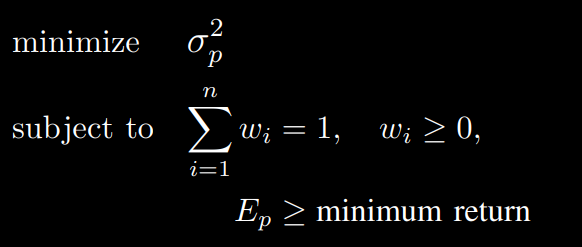 minimize σ_p^2
subject to ∑_{i=1}^{n} w_i = 1, w_i ≥ 0,
E_p ≥ minimum return